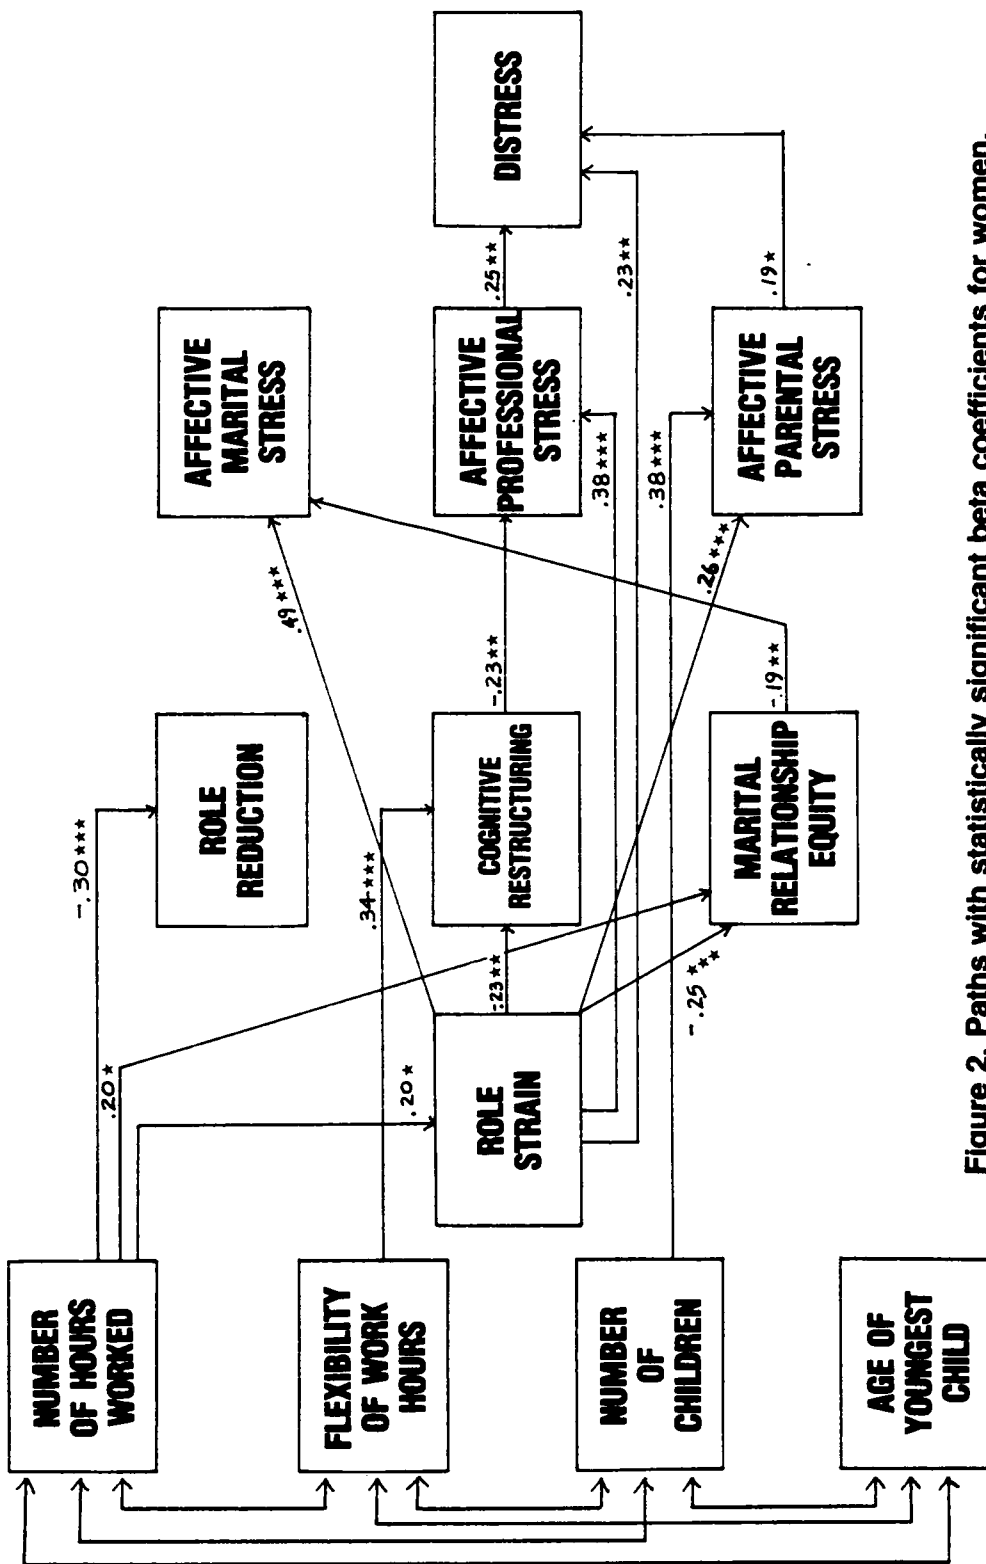 NUMBER
OF HOURS
WORKED
-.30***
.20*
ROLE
REDUCTION
AFFECTIVE
MARITAL
STRESS
FLEXIBILITY
OF WORK
HOURS
.20*
.34***
.49***
ROLE
STRAIN
-.23**
COGNITIVE
RESTRUCTURING
-.23**
AFFECTIVE
PROFESSIONAL
STRESS
.25**
DISTRESS
NUMBER
OF
CHILDREN
.38***
.23**
.38***
-.25***
.26***
MARITAL
RELATIONSHIP
EQUITY
-.19**
AFFECTIVE
PARENTAL
STRESS
.19*
AGE OF
YOUNGEST
CHILD
Figure 2. Paths with statistically significant beta coefficients for women.